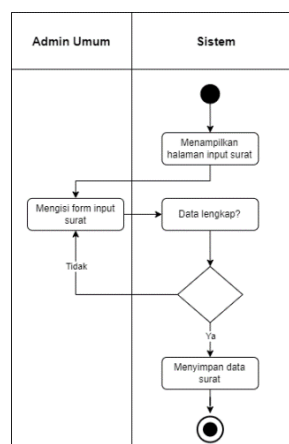 Admin Umum
Sistem
Menampilkan
halaman input surat
Mengisi form input
surat
Data lengkap?
Tidak
Ya
Menyimpan data
surat